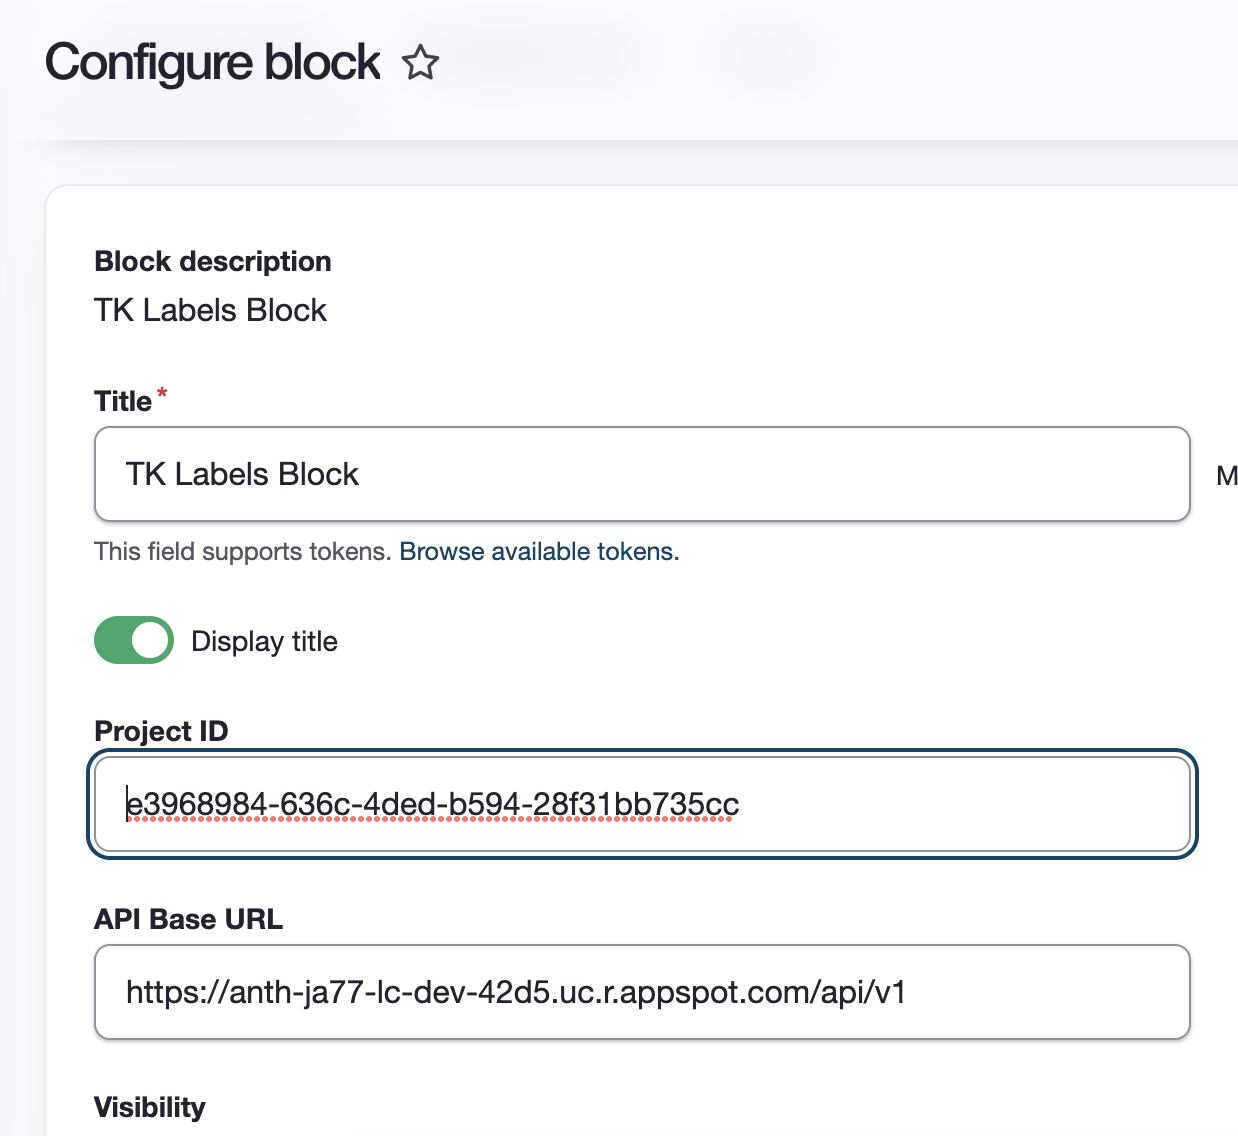 Configure block
Block description
TK Labels Block
Title*
TK Labels Block
M
This field supports tokens. Browse available tokens.
Display title
Project ID
e3968984-636c-4ded-b594-28f31bb735cc
API Base URL
https://anth-ja77-lc-dev-42d5.uc.r.appspot.com/api/v1
Visibility